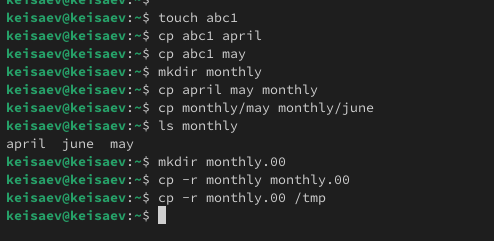 keisaev@keisaev:~$ touch abc1
keisaev@keisaev:~$ cp abc1 april
keisaev@keisaev:~$ cp abc1 may
keisaev@keisaev:~$ mkdir monthly
keisaev@keisaev:~$ cp april may monthly
keisaev@keisaev:~$ cp monthly/may monthly/june
keisaev@keisaev:~$ ls monthly
april  june  may
keisaev@keisaev:~$ mkdir monthly.00
keisaev@keisaev:~$ cp -r monthly monthly.00
keisaev@keisaev:~$ cp -r monthly.00 /tmp
keisaev@keisaev:~$